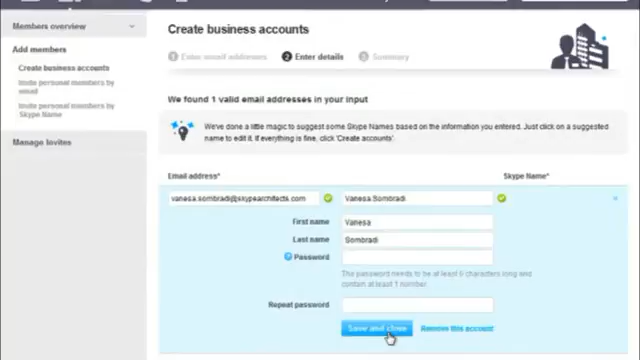 Members overview
Create business accounts
Add members
1 Enter email addresses 2 Enter details 3 Summary
Create business accounts
Invite personal members by
email
Invite personal members by
Skype Name
We found 1 valid email addresses in your input
Manage Invites
We've done a little magic to suggest some Skype Names based on the information you entered. Just click on a suggested
name to edit it. If everything is fine, click 'Create accounts'.
Email address* Skype Name*
vanesa.sombradi@skypearchitects.com Vanesa.Sombradi
First name Vanesa
Last name Sombradi
? Password
The password needs to be at least 6 characters long and
contain at least 1 number.
Repeat password
Save and close Remove this account